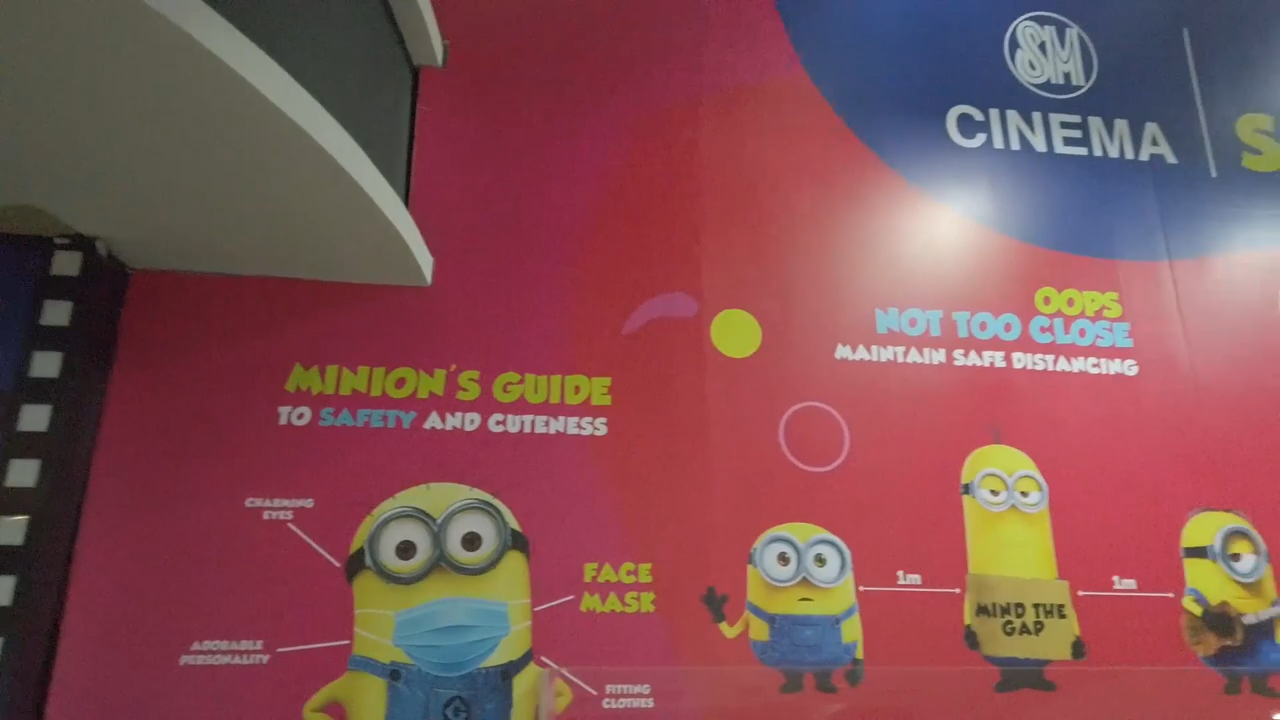 SM
CINEMA
OOPS
NOT TOO CLOSE
MAINTAIN SAFE DISTANCING
MINION'S GUIDE
TO SAFETY AND CUTENESS
CHARMING
EYES
FACE
MASK
ADORABLE
PERSONALITY
FITTING
CLOTHES
1m
MIND THE
GAP
1m
G